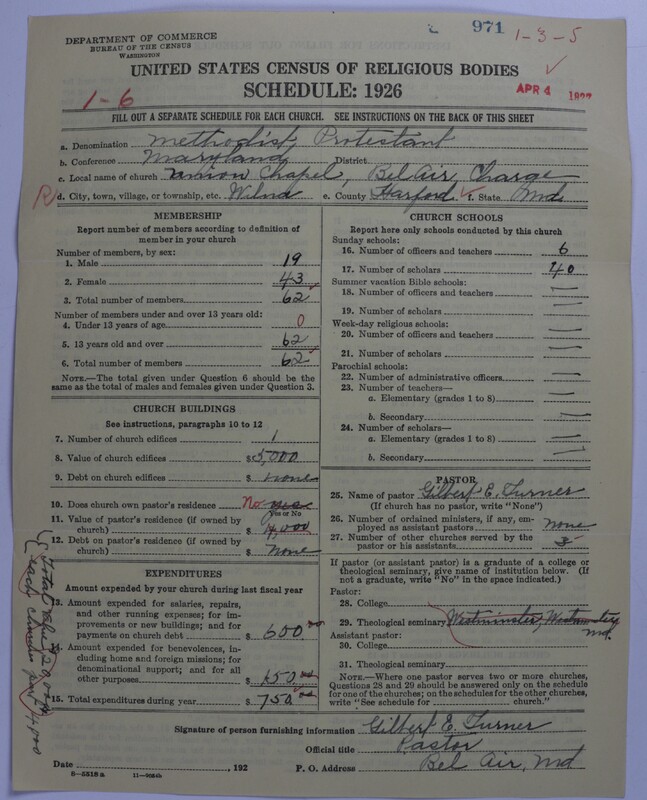 971
1-3-5
DEPARTMENT OF COMMERCE
BUREAU OF THE CENSUS
WASHINGTON
UNITED STATES CENSUS OF RELIGIOUS BODIES
SCHEDULE: 1926
1-6
APR 4 1927
FILL OUT A SEPARATE SCHEDULE FOR EACH CHURCH. SEE INSTRUCTIONS ON THE BACK OF THIS SHEET
a. Denomination Methodist Protestant
b. Conference Maryland District
c. Local name of church Union Chapel, Bel Air, Charge
R d. City, town, village, or township, etc. Wilna e. County Harford f. State Md.
MEMBERSHIP
Report number of members according to definition of
member in your church
Number of members, by sex:
1. Male 19
2. Female 43
3. Total number of members 62
Number of members under and over 13 years old:
4. Under 13 years of age 0
5. 13 years old and over 62
6. Total number of members 62
NOTE.—The total given under Question 6 should be the
same as the total of males and females given under Question 3.
CHURCH BUILDINGS
See instructions, paragraphs 10 to 12
7. Number of church edifices 1
8. Value of church edifices $5,000
9. Debt on church edifices $ none
10. Does church own pastor's residence No yes
Yes or No
11. Value of pastor's residence (if owned by
church) $ 4,000
12. Debt on pastor's residence (if owned by
church) $ None
EXPENDITURES
Amount expended by your church during last fiscal year
13. Amount expended for salaries, repairs,
and other running expenses; for im-
provements or new buildings; and for
payments on church debt $ 600.00
14. Amount expended for benevolences,
including home and foreign missions; for
denominational support; and for all
other purposes $ 150.00
15. Total expenditures during year $ 750.00
CHURCH SCHOOLS
Report here only schools conducted by this church
Sunday schools:
16. Number of officers and teachers 6
17. Number of scholars 40
Summer vacation Bible schools:
18. Number of officers and teachers —
19. Number of scholars —
Week-day religious schools:
20. Number of officers and teachers —
21. Number of scholars —
Parochial schools:
22. Number of administrative officers —
23. Number of teachers—
a. Elementary (grades 1 to 8) —
b. Secondary —
24. Number of scholars—
a. Elementary (grades 1 to 8) —
b. Secondary —
PASTOR
25. Name of pastor Gilbert E. Turner
(If church has no pastor, write "None")
26. Number of ordained ministers, if any, em-
ployed as assistant pastors none
27. Number of other churches served by the
pastor or his assistants 3
If pastor (or assistant pastor) is a graduate of a college or
theological seminary, give name of institution below. (If
not a graduate, write "No" in the space indicated.)
Pastor:
28. College
29. Theological seminary Westminster, Westminster
Md.
Assistant pastor:
30. College
31. Theological seminary
NOTE.—Where one pastor serves two or more churches,
Questions 28 and 29 should be answered only on the schedule
for one of the churches; on the schedules for the other churches,
write "See schedule for church."
Signature of person furnishing information Gilbert E. Turner
Official title Pastor
Date , 192 P. O. Address Bel Air, Md